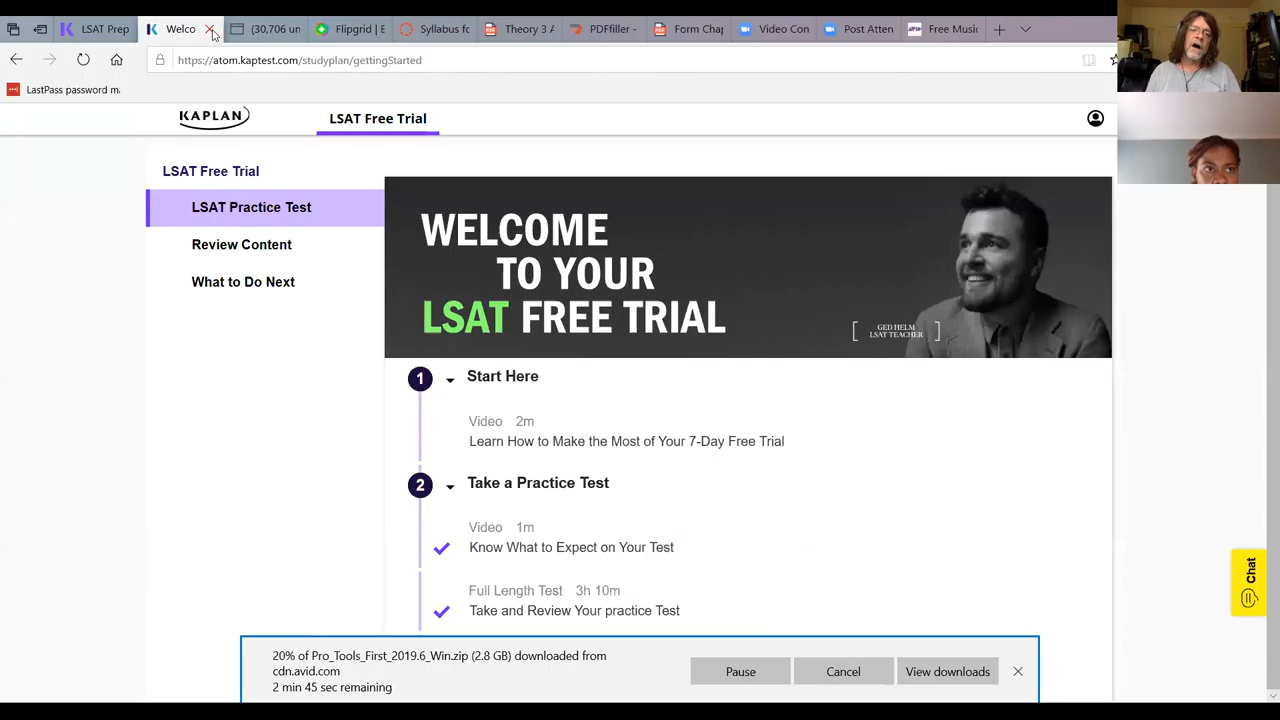 LSAT Prep
Welco
(30,706 un
Flipgrid | E
Syllabus fo
Theory 3 A
PDFfiller -
Form Chap
Video Con
Post Atten
Free Music
https://atom.kaptest.com/studyplan/gettingStarted
LastPass password ma
KAPLAN
LSAT Free Trial
LSAT Free Trial
LSAT Practice Test
Review Content
What to Do Next
WELCOME
TO YOUR
LSAT FREE TRIAL
GED HELM
LSAT TEACHER
1
Start Here
Video 2m
Learn How to Make the Most of Your 7-Day Free Trial
2
Take a Practice Test
Video 1m
Know What to Expect on Your Test
Full Length Test 3h 10m
Take and Review Your practice Test
Chat
20% of Pro_Tools_First_2019.6_Win.zip (2.8 GB) downloaded from
cdn.avid.com
2 min 45 sec remaining
Pause
Cancel
View downloads